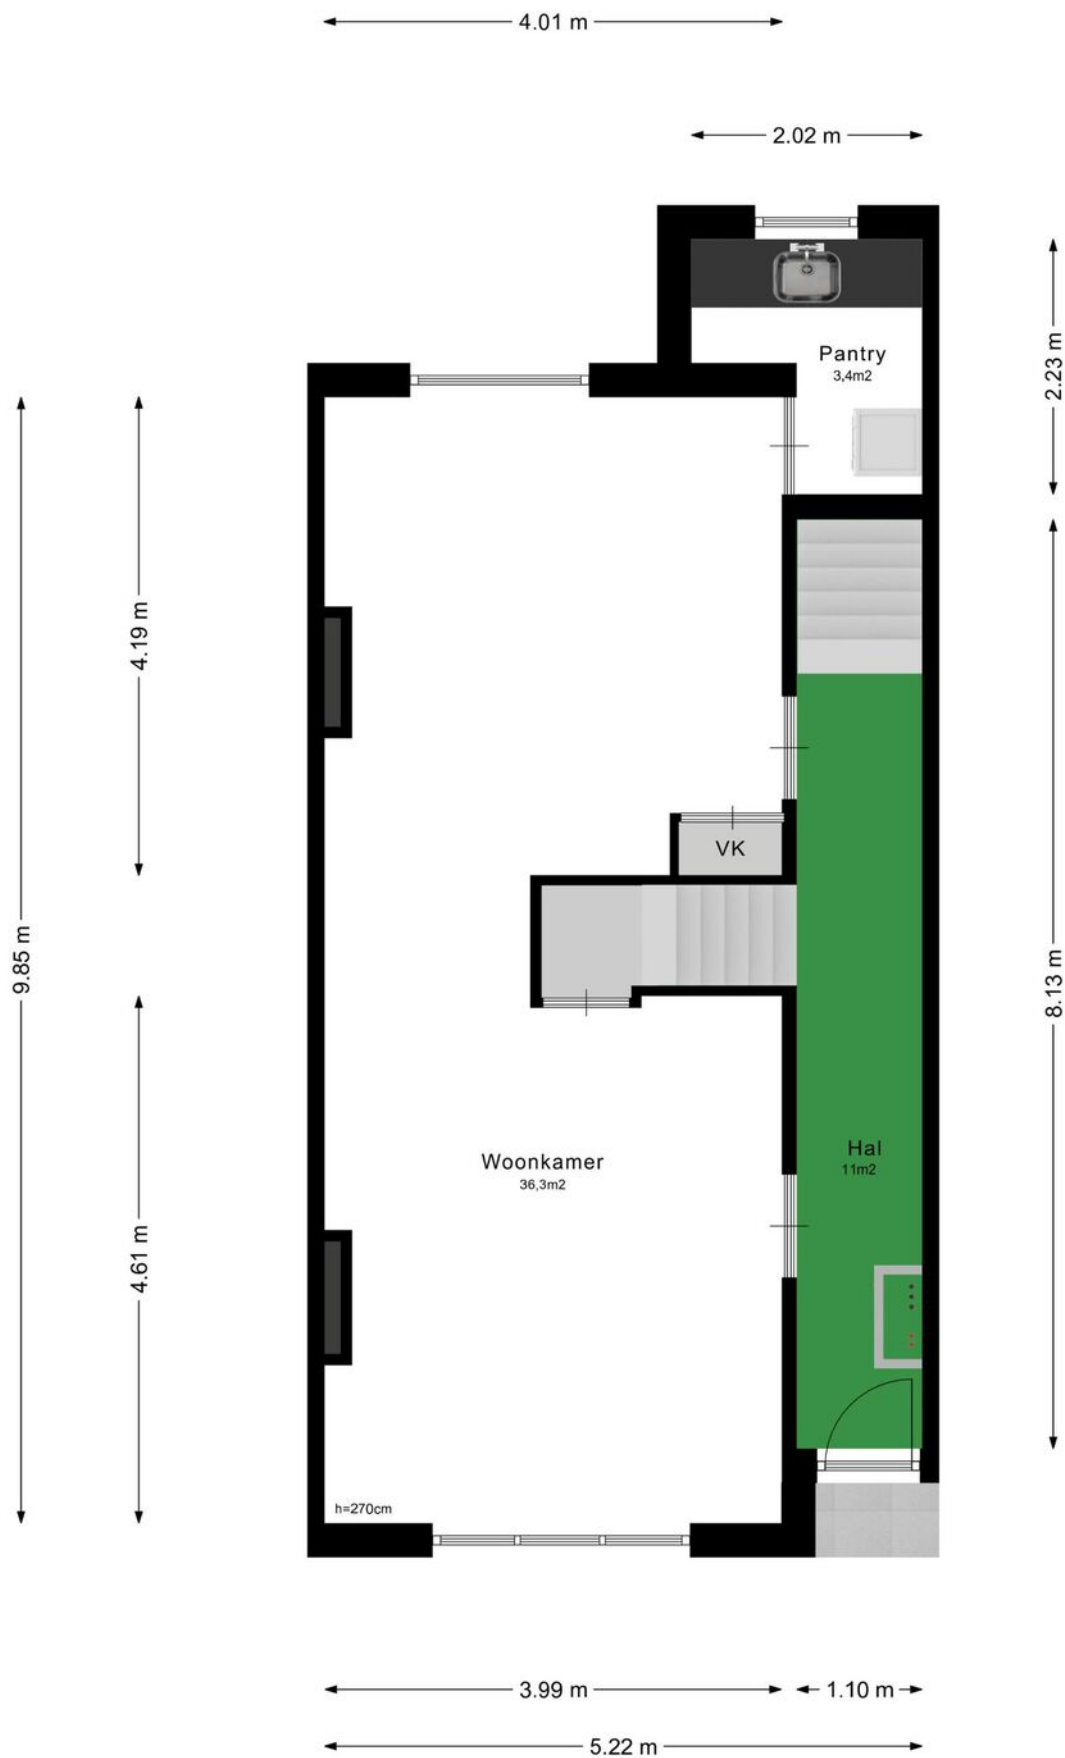 4.01 m
2.02 m
Pantry
3,4m2
2.23 m
4.19 m
VK
9.85 m
8.13 m
Hal
11m2
Woonkamer
36,3m2
4.61 m
h=270cm
3.99 m
1.10 m
5.22 m